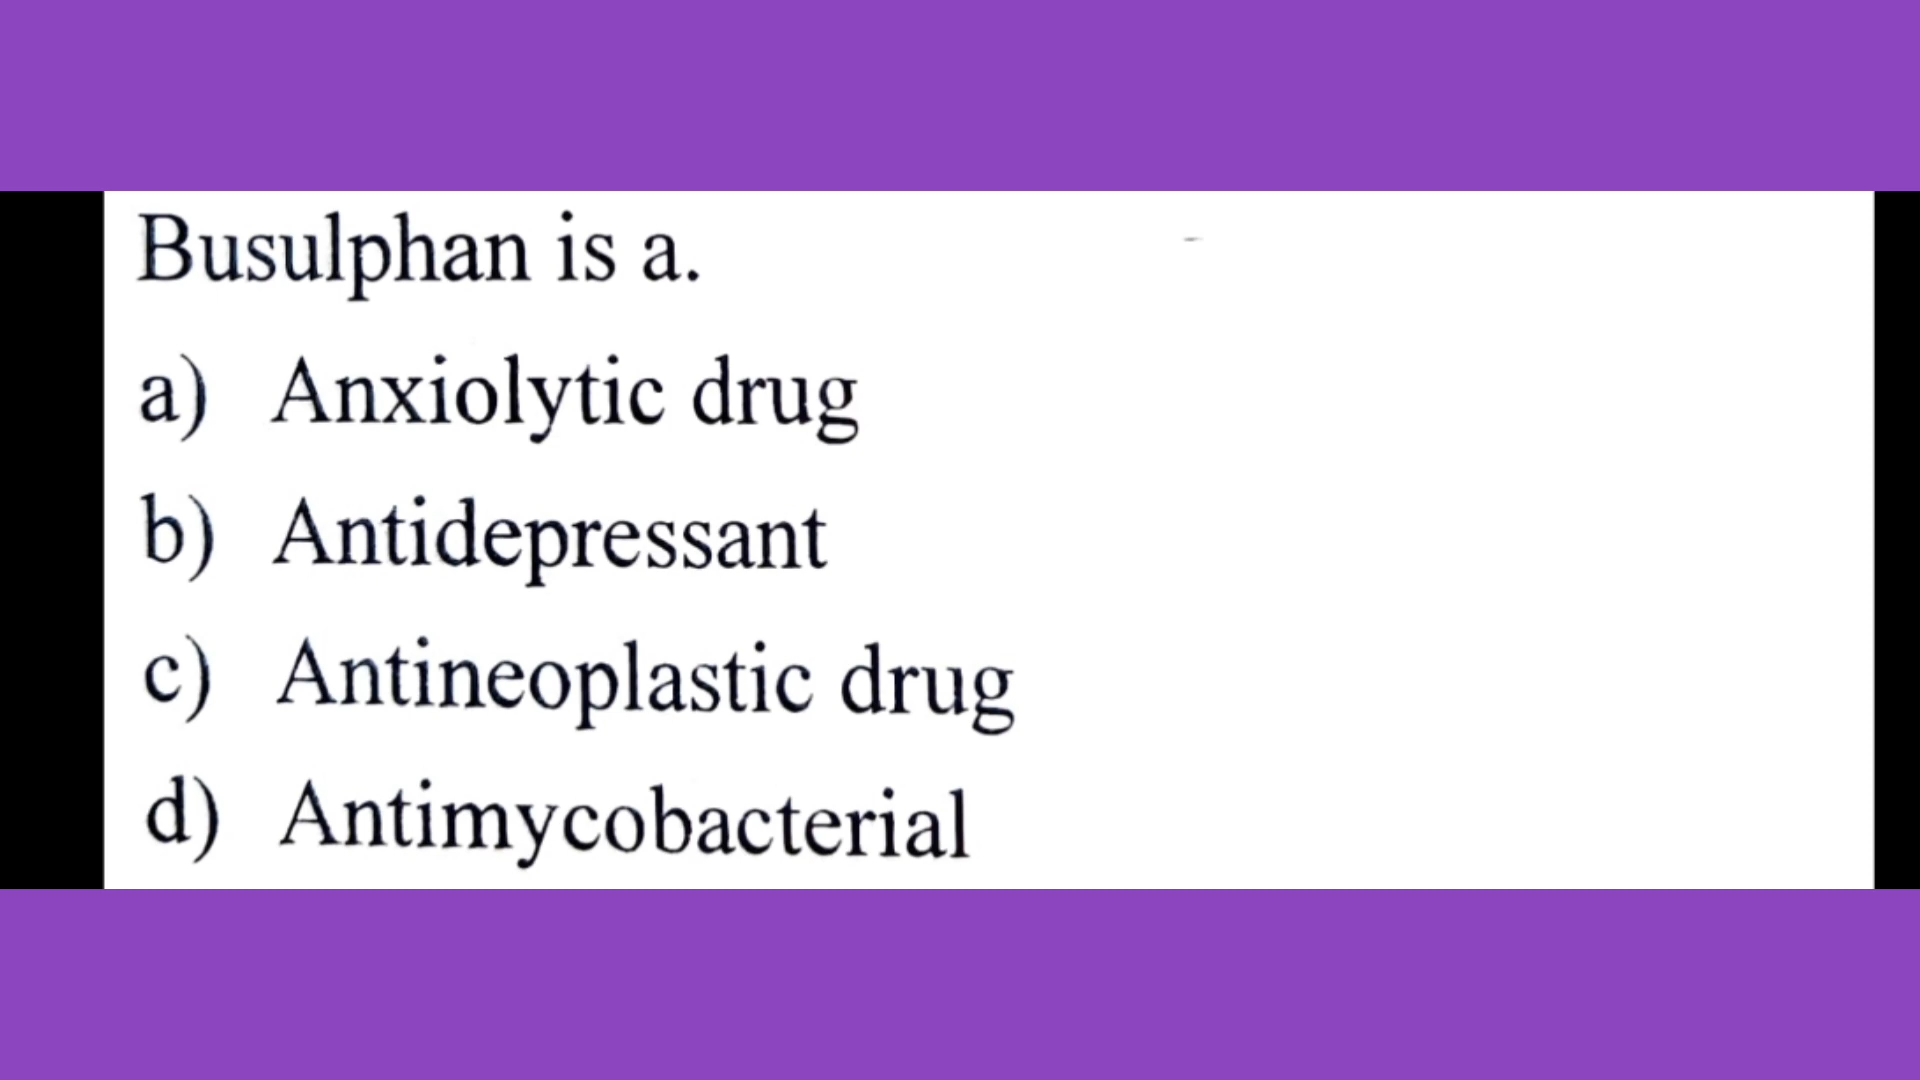 Busulphan is a.
a) Anxiolytic drug
b) Antidepressant
c) Antineoplastic drug
d) Antimycobacterial